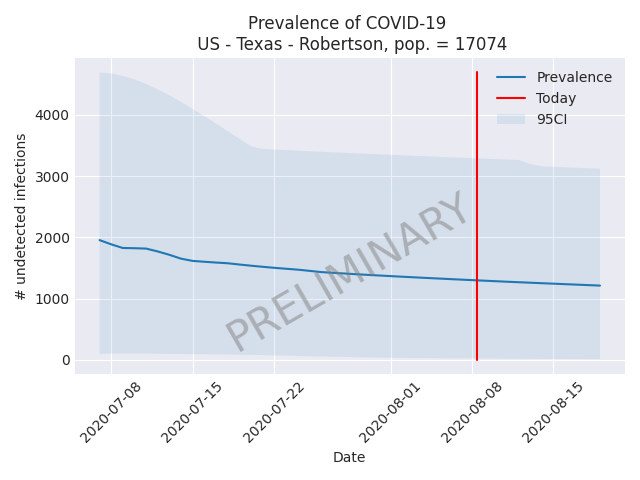 Prevalence of COVID-19
US - Texas - Robertson, pop. = 17074
Prevalence
Today
95CI
4000
3000
2000
1000
0
# undetected infections
PRELIMINARY
2020-07-08
2020-07-15
2020-07-22
2020-08-01
2020-08-08
2020-08-15
Date